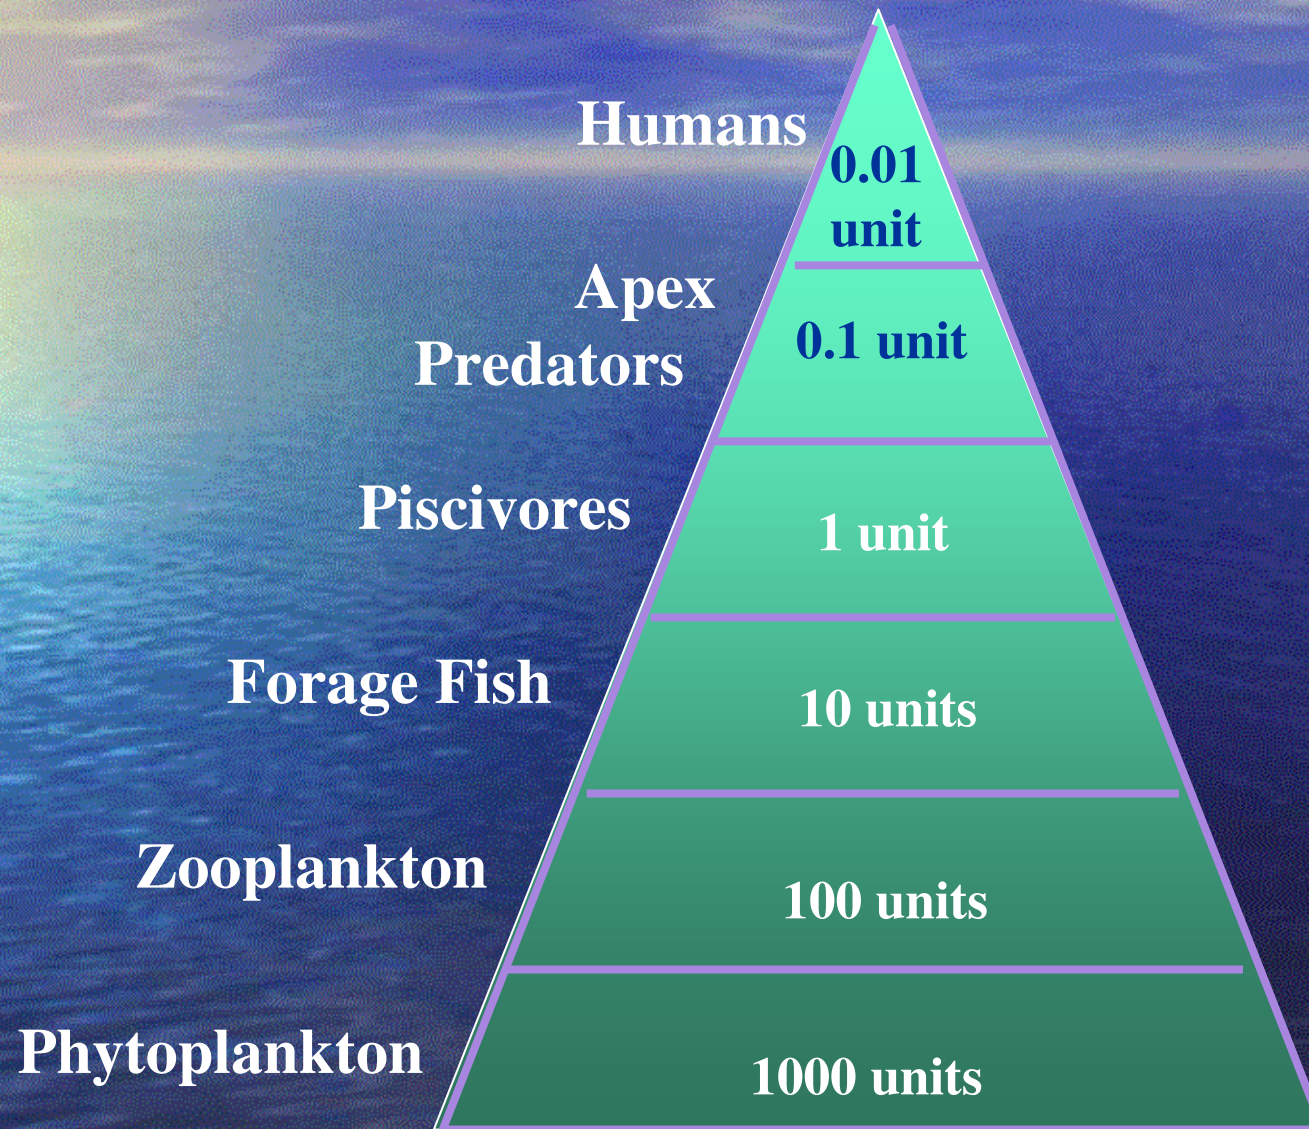 Humans
0.01
unit
Apex
Predators
0.1 unit
Piscivores
1 unit
Forage Fish
10 units
Zooplankton
100 units
Phytoplankton
1000 units